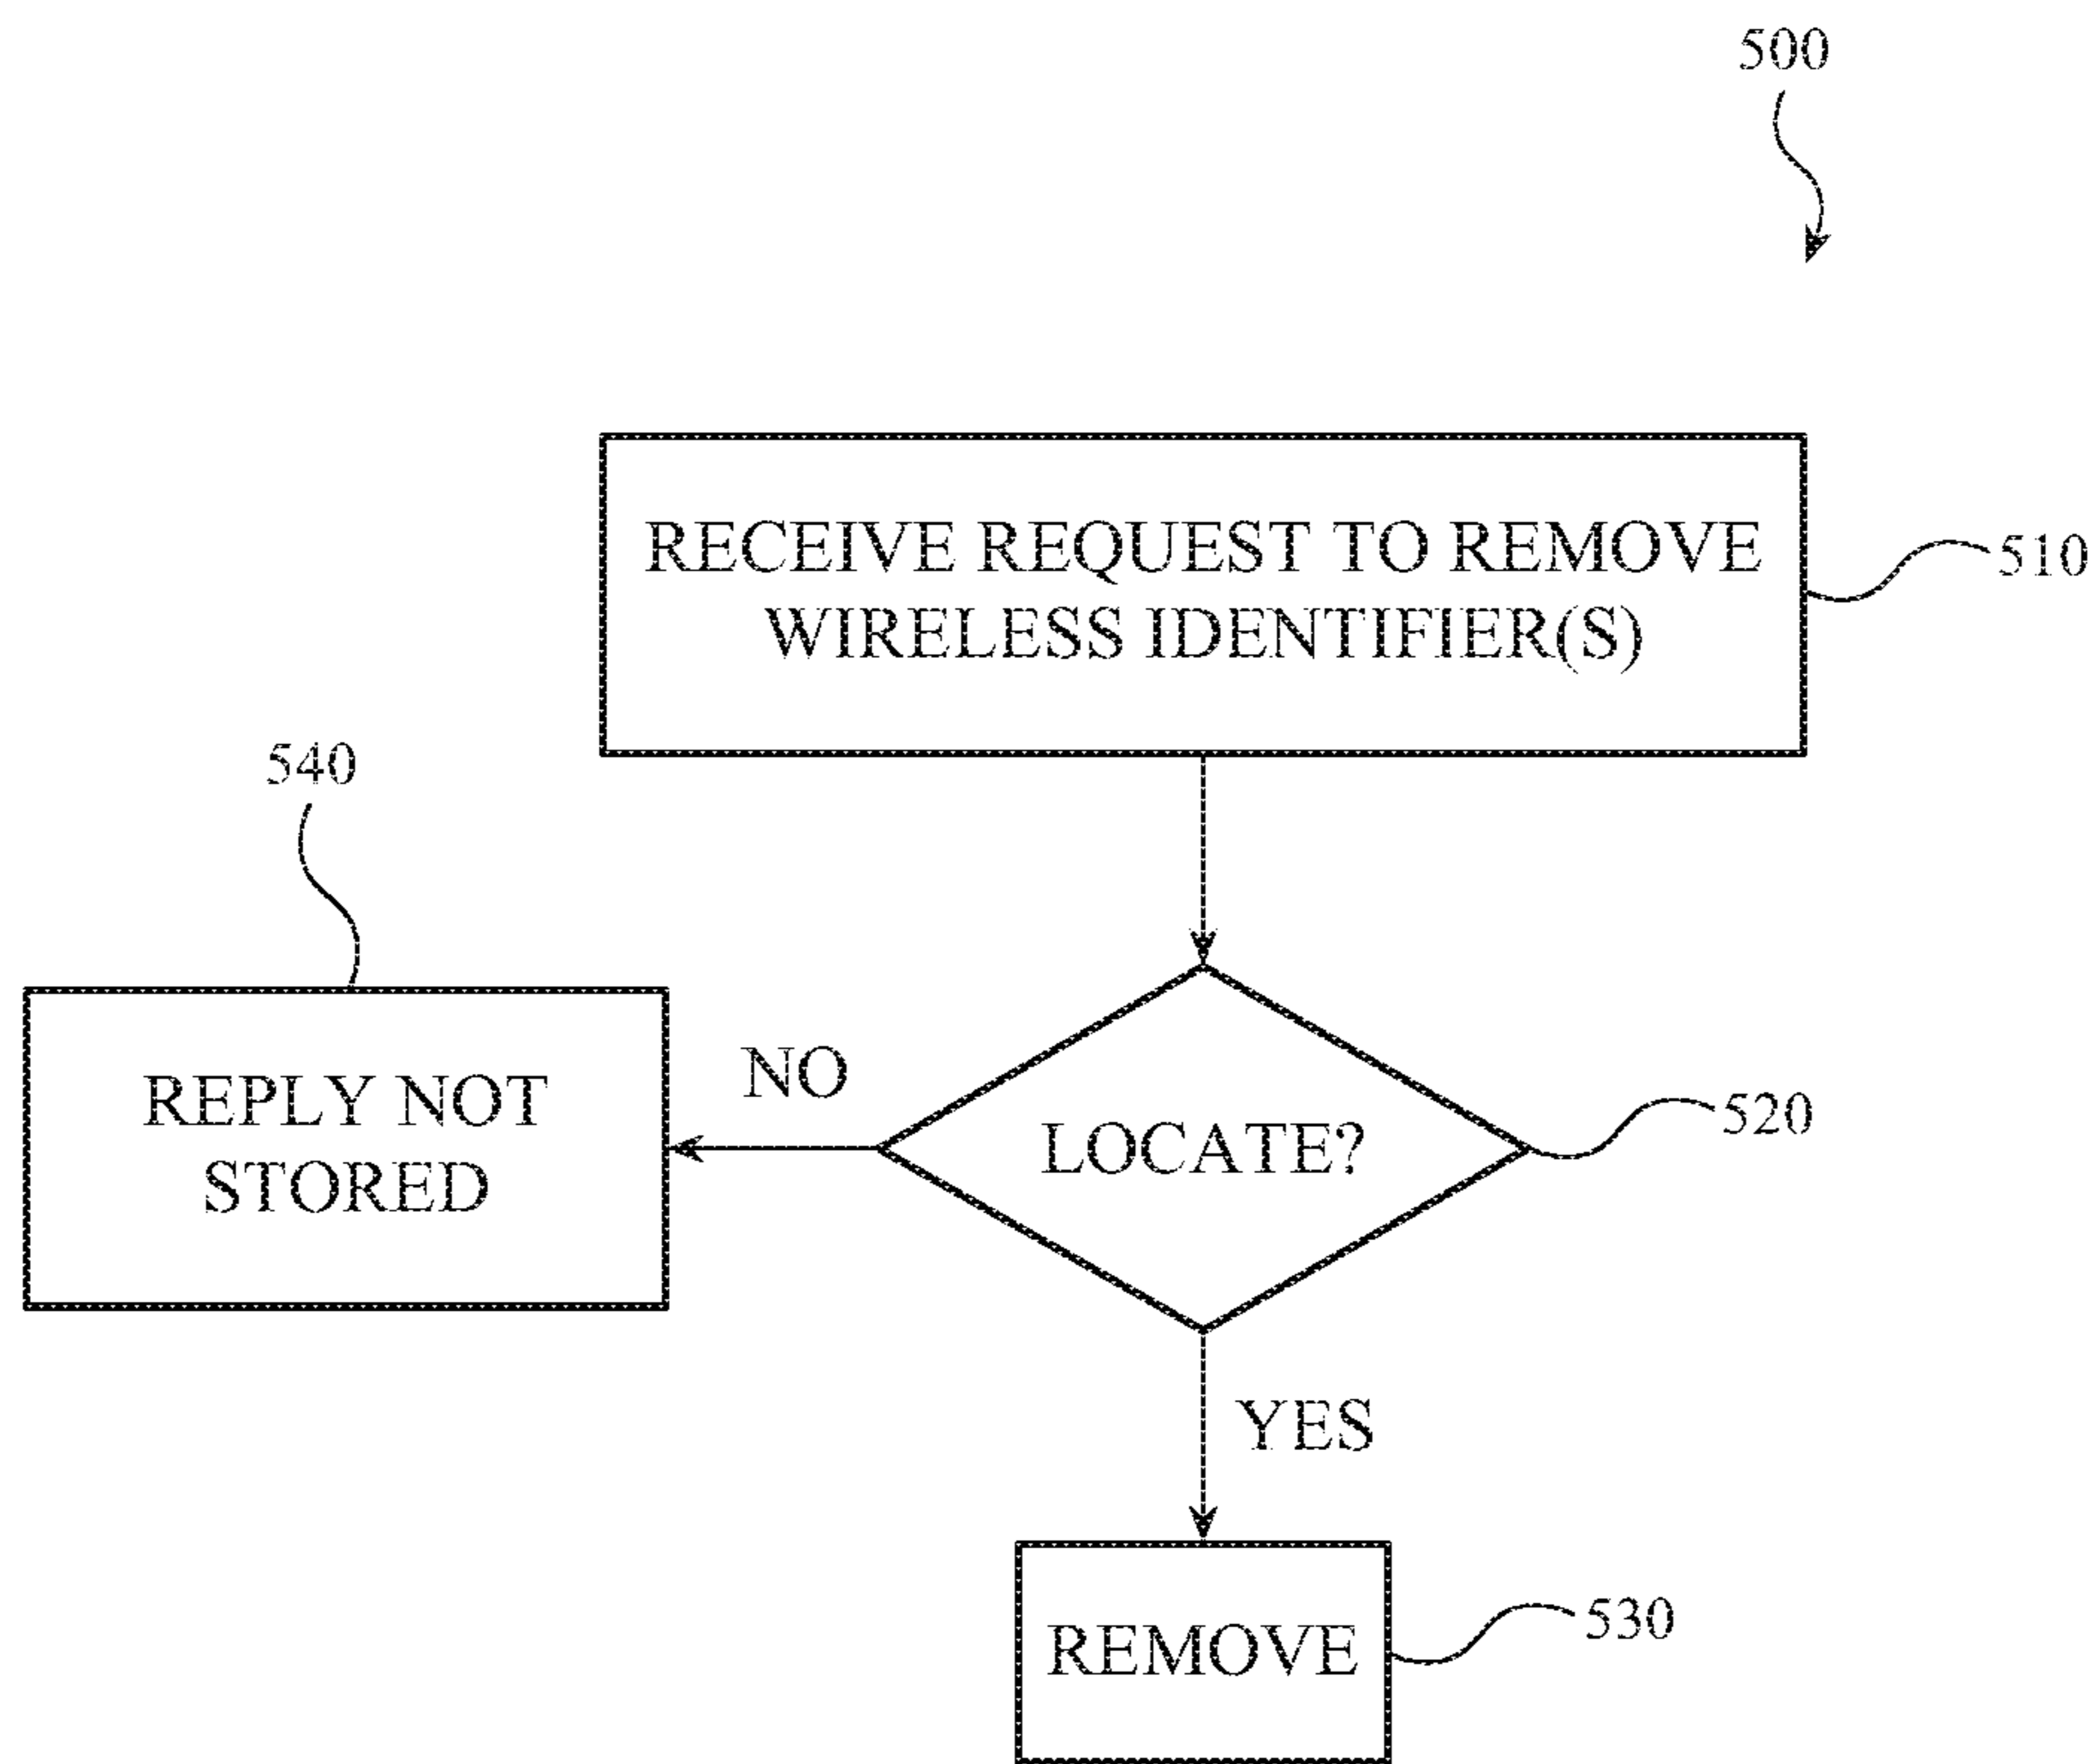 500
RECEIVE REQUEST TO REMOVE
WIRELESS IDENTIFIER(S)
510
540
REPLY NOT
STORED
NO
LOCATE?
520
YES
REMOVE
530